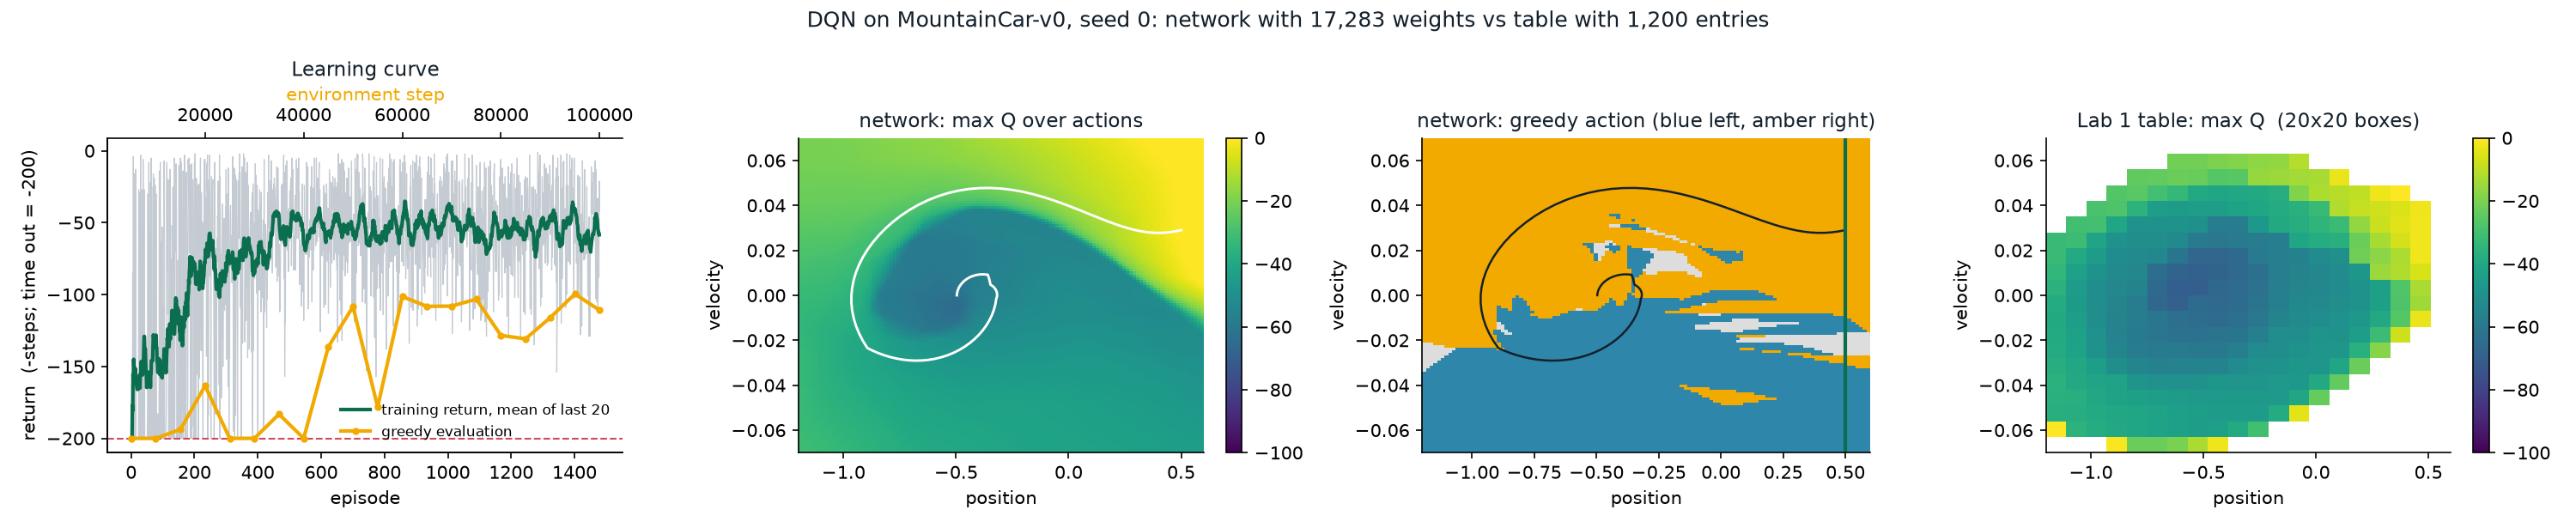 DQN on MountainCar-v0, seed 0: network with 17,283 weights vs table with 1,200 entries
Learning curve
environment step
20000 40000 60000 80000 100000
return (-steps; time out = -200)
0
−50
−100
−150
−200
training return, mean of last 20
greedy evaluation
0 200 400 600 800 1000 1200 1400
episode
network: max Q over actions
velocity
0.06
0.04
0.02
0.00
−0.02
−0.04
−0.06
−1.0 −0.5 0.0 0.5
position
0
−20
−40
−60
−80
−100
network: greedy action (blue left, amber right)
velocity
0.06
0.04
0.02
0.00
−0.02
−0.04
−0.06
−1.00 −0.75 −0.50 −0.25 0.00 0.25 0.50
position
Lab 1 table: max Q (20x20 boxes)
velocity
0.06
0.04
0.02
0.00
−0.02
−0.04
−0.06
−1.0 −0.5 0.0 0.5
position
0
−20
−40
−60
−80
−100